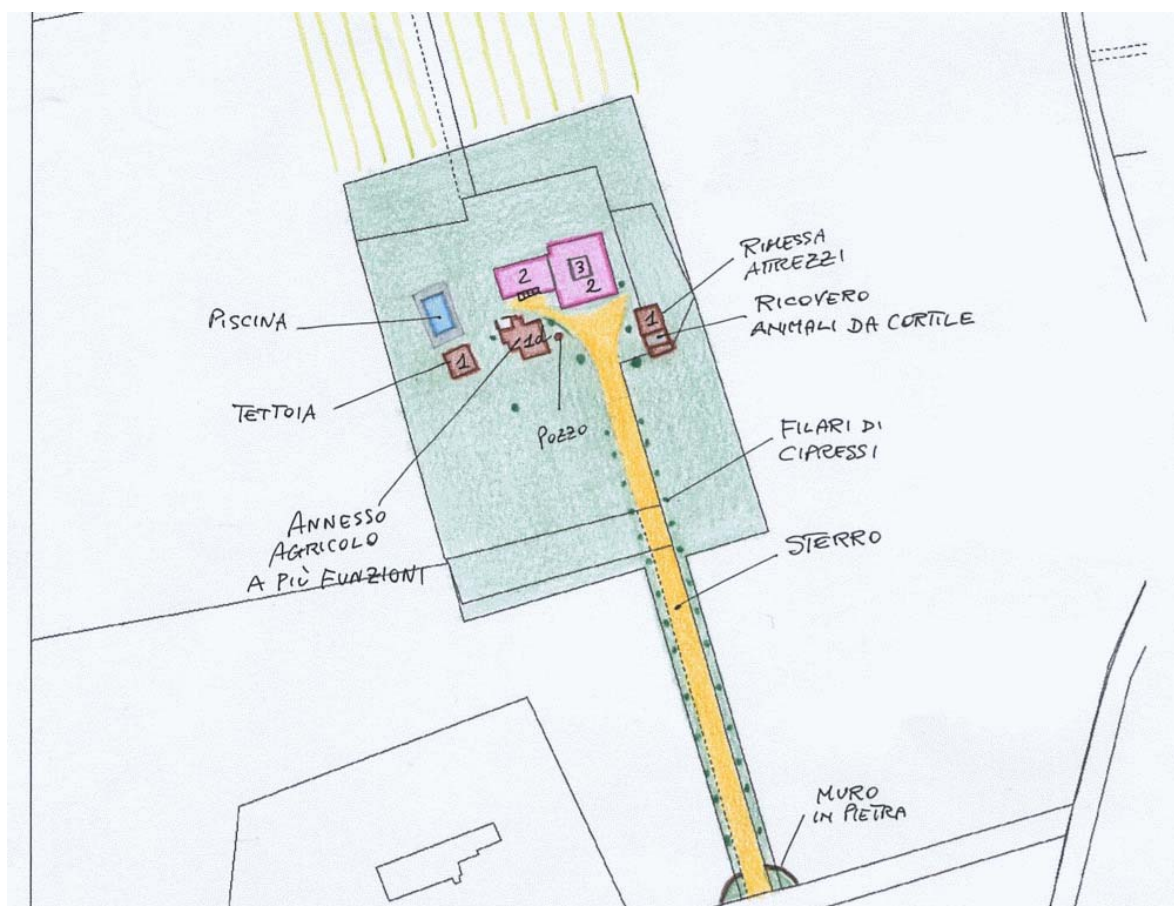 RIMESSA
ATTREZZI
2
3
2
PISCINA
1
RICOVERO
ANIMALI DA CORTILE
1d
1
TETTOIA
POZZO
FILARI DI
CIPRESSI
ANNESSO
AGRICOLO
A PIÙ FUNZIONI
STERRO
MURO
IN PIETRA